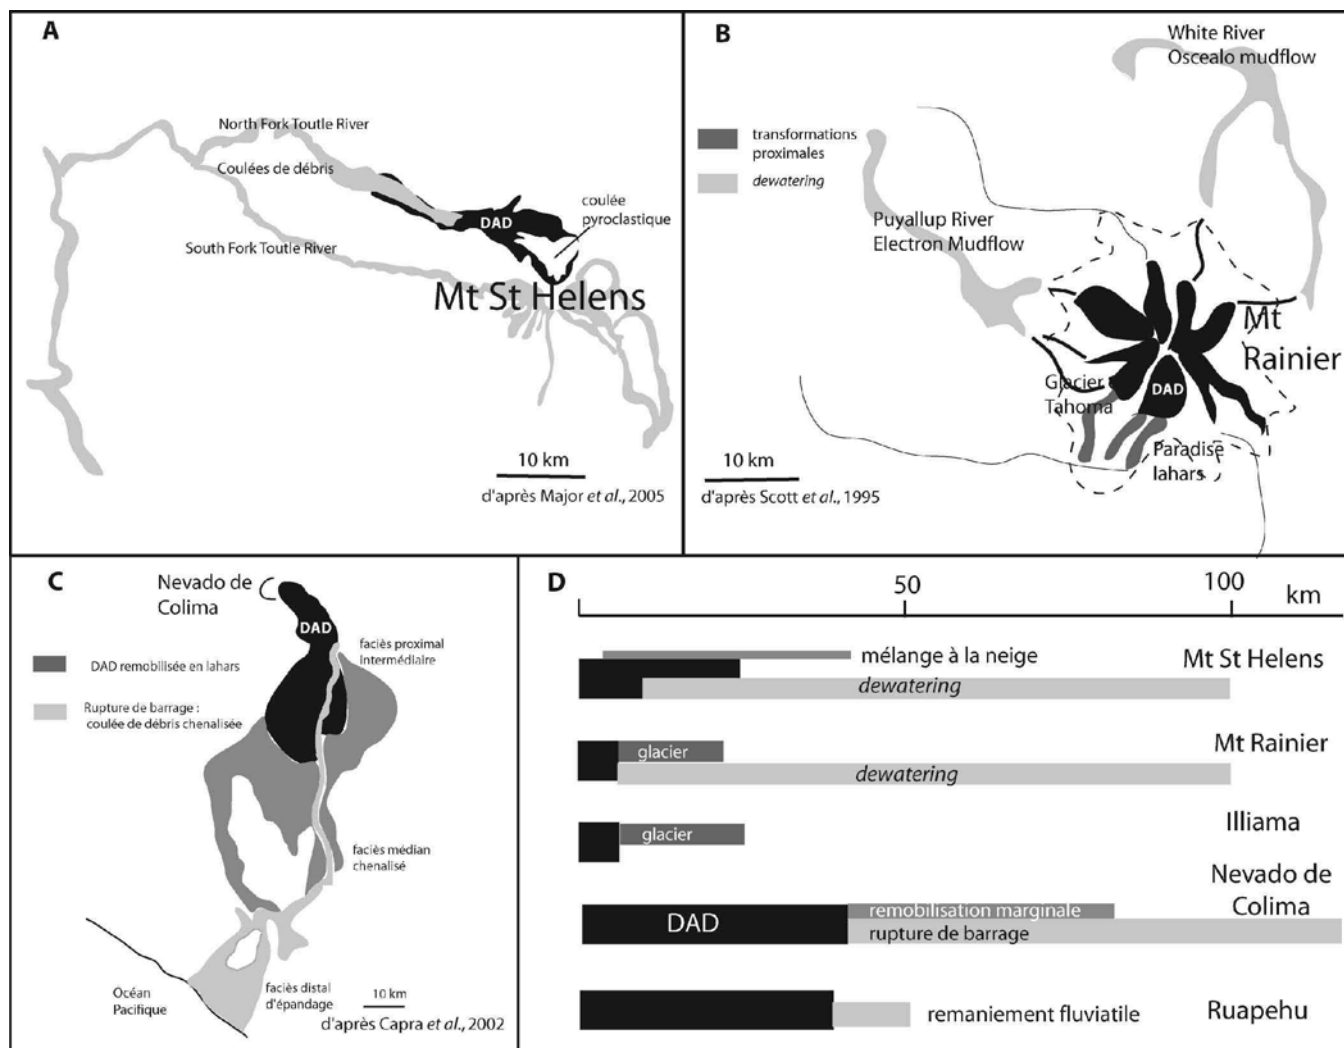 A
North Fork Toutle River
Coulées de débris
DAD
coulée
pyroclastique
South Fork Toutle River
Mt St Helens
10 km
d'après Major et al., 2005
B
White River
Oscealo mudflow
transformations
proximales
dewatering
Puyallup River
Electron Mudflow
Mt
Rainier
Glacier
Tahoma
DAD
Paradise
lahars
10 km
d'après Scott et al., 1995
C
Nevado de
Colima
DAD
faciès proximal
intermédiaire
DAD remobilisée en lahars
Rupture de barrage :
coulée de débris chenalisée
faciès médian
chenalisé
Océan
Pacifique
faciès distal
d'épandage
10 km
d'après Capra et al., 2002
D
50
100
km
mélange à la neige
Mt St Helens
dewatering
glacier
Mt Rainier
dewatering
glacier
Illiama
Nevado de
Colima
DAD
remobilisation marginale
rupture de barrage
remaniement fluviatile
Ruapehu